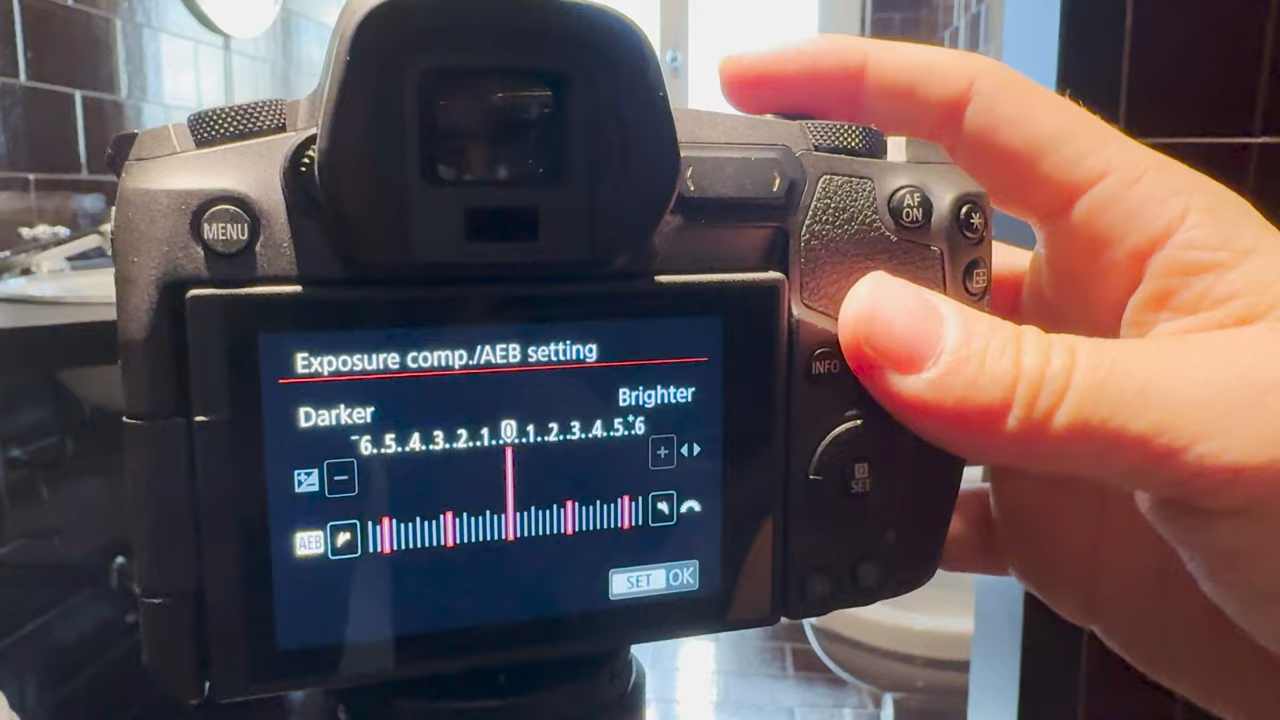 MENU
AF
ON
INFO
Q
SET
Exposure comp./AEB setting
Darker
Brighter
-6..5..4..3..2..1..0..1..2..3..4..5.+6
AEB
SET OK